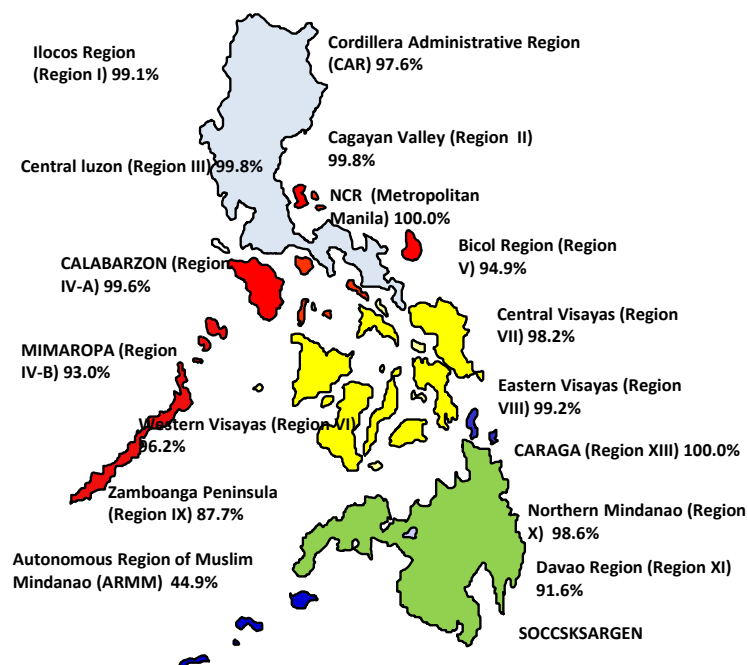 Ilocos Region
(Region I) 99.1%
Cordillera Administrative Region
(CAR) 97.6%
Cagayan Valley (Region II)
99.8%
Central luzon (Region III) 99.8%
NCR (Metropolitan
Manila) 100.0%
Bicol Region (Region
V) 94.9%
CALABARZON (Region
IV-A) 99.6%
Central Visayas (Region
VII) 98.2%
MIMAROPA (Region
IV-B) 93.0%
Eastern Visayas (Region
VIII) 99.2%
Western Visayas (Region VI)
96.2%
CARAGA (Region XIII) 100.0%
Zamboanga Peninsula
(Region IX) 87.7%
Northern Mindanao (Region
X) 98.6%
Autonomous Region of Muslim
Mindanao (ARMM) 44.9%
Davao Region (Region XI)
91.6%
SOCCSKSARGEN